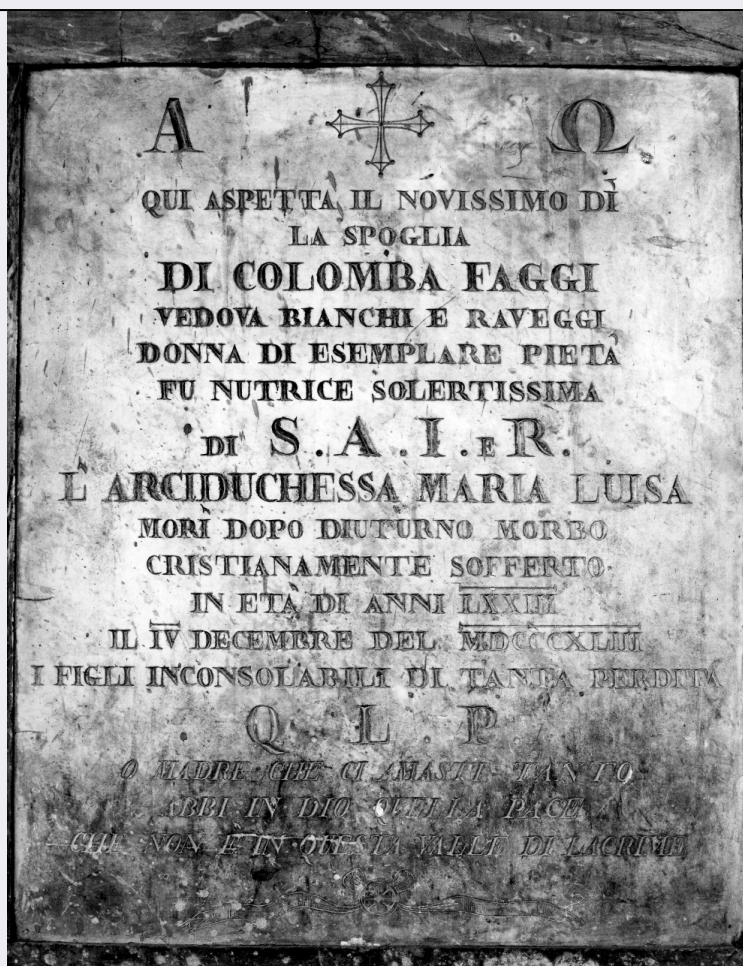 A Ω
QUI ASPETTA IL NOVISSIMO DÌ
LA SPOGLIA
DI COLOMBA FAGGI
VEDOVA BIANCHI E RAVEGGI
DONNA DI ESEMPLARE PIETÀ
FU NUTRICE SOLERTISSIMA
DI S.A.I. E R.
L'ARCIDUCHESSA MARIA LUISA
MORÌ DOPO DIUTURNO MORBO
CRISTIANAMENTE SOFFERTO
IN ETÀ DI ANNI LXXIII
IL IV DECEMBRE DEL MDCCCXLIII
I FIGLI INCONSOLABILI DI TANTA PERDITA
Q. L. P.
O MADRE CHE CI AMASTI TANTO
ABBI IN DIO QUELLA PACE
CHE NON È IN QUESTA VALLE DI LACRIME